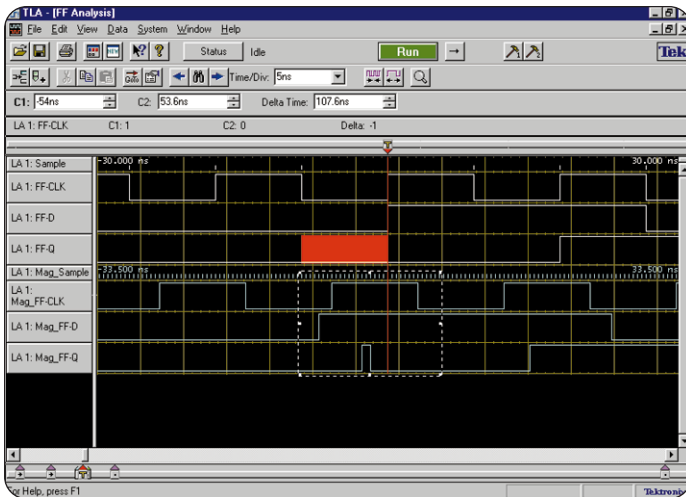 TLA - [FF Analysis]
File Edit View Data System Window Help
Status Idle Run Tek
Time/Div: 5ns
C1: -54ns C2: 53.6ns Delta Time: 107.6ns
LA 1: FF-CLK C1: 1 C2: 0 Delta: -1
LA 1: Sample -30.000 ns 30.000 ns
LA 1: FF-CLK
LA 1: FF-D
LA 1: FF-Q
LA 1: Mag_Sample -33.500 ns 33.500 ns
LA 1:
Mag_FF-CLK
LA 1: Mag_FF-D
LA 1: Mag_FF-Q
For Help, press F1 Tektronix